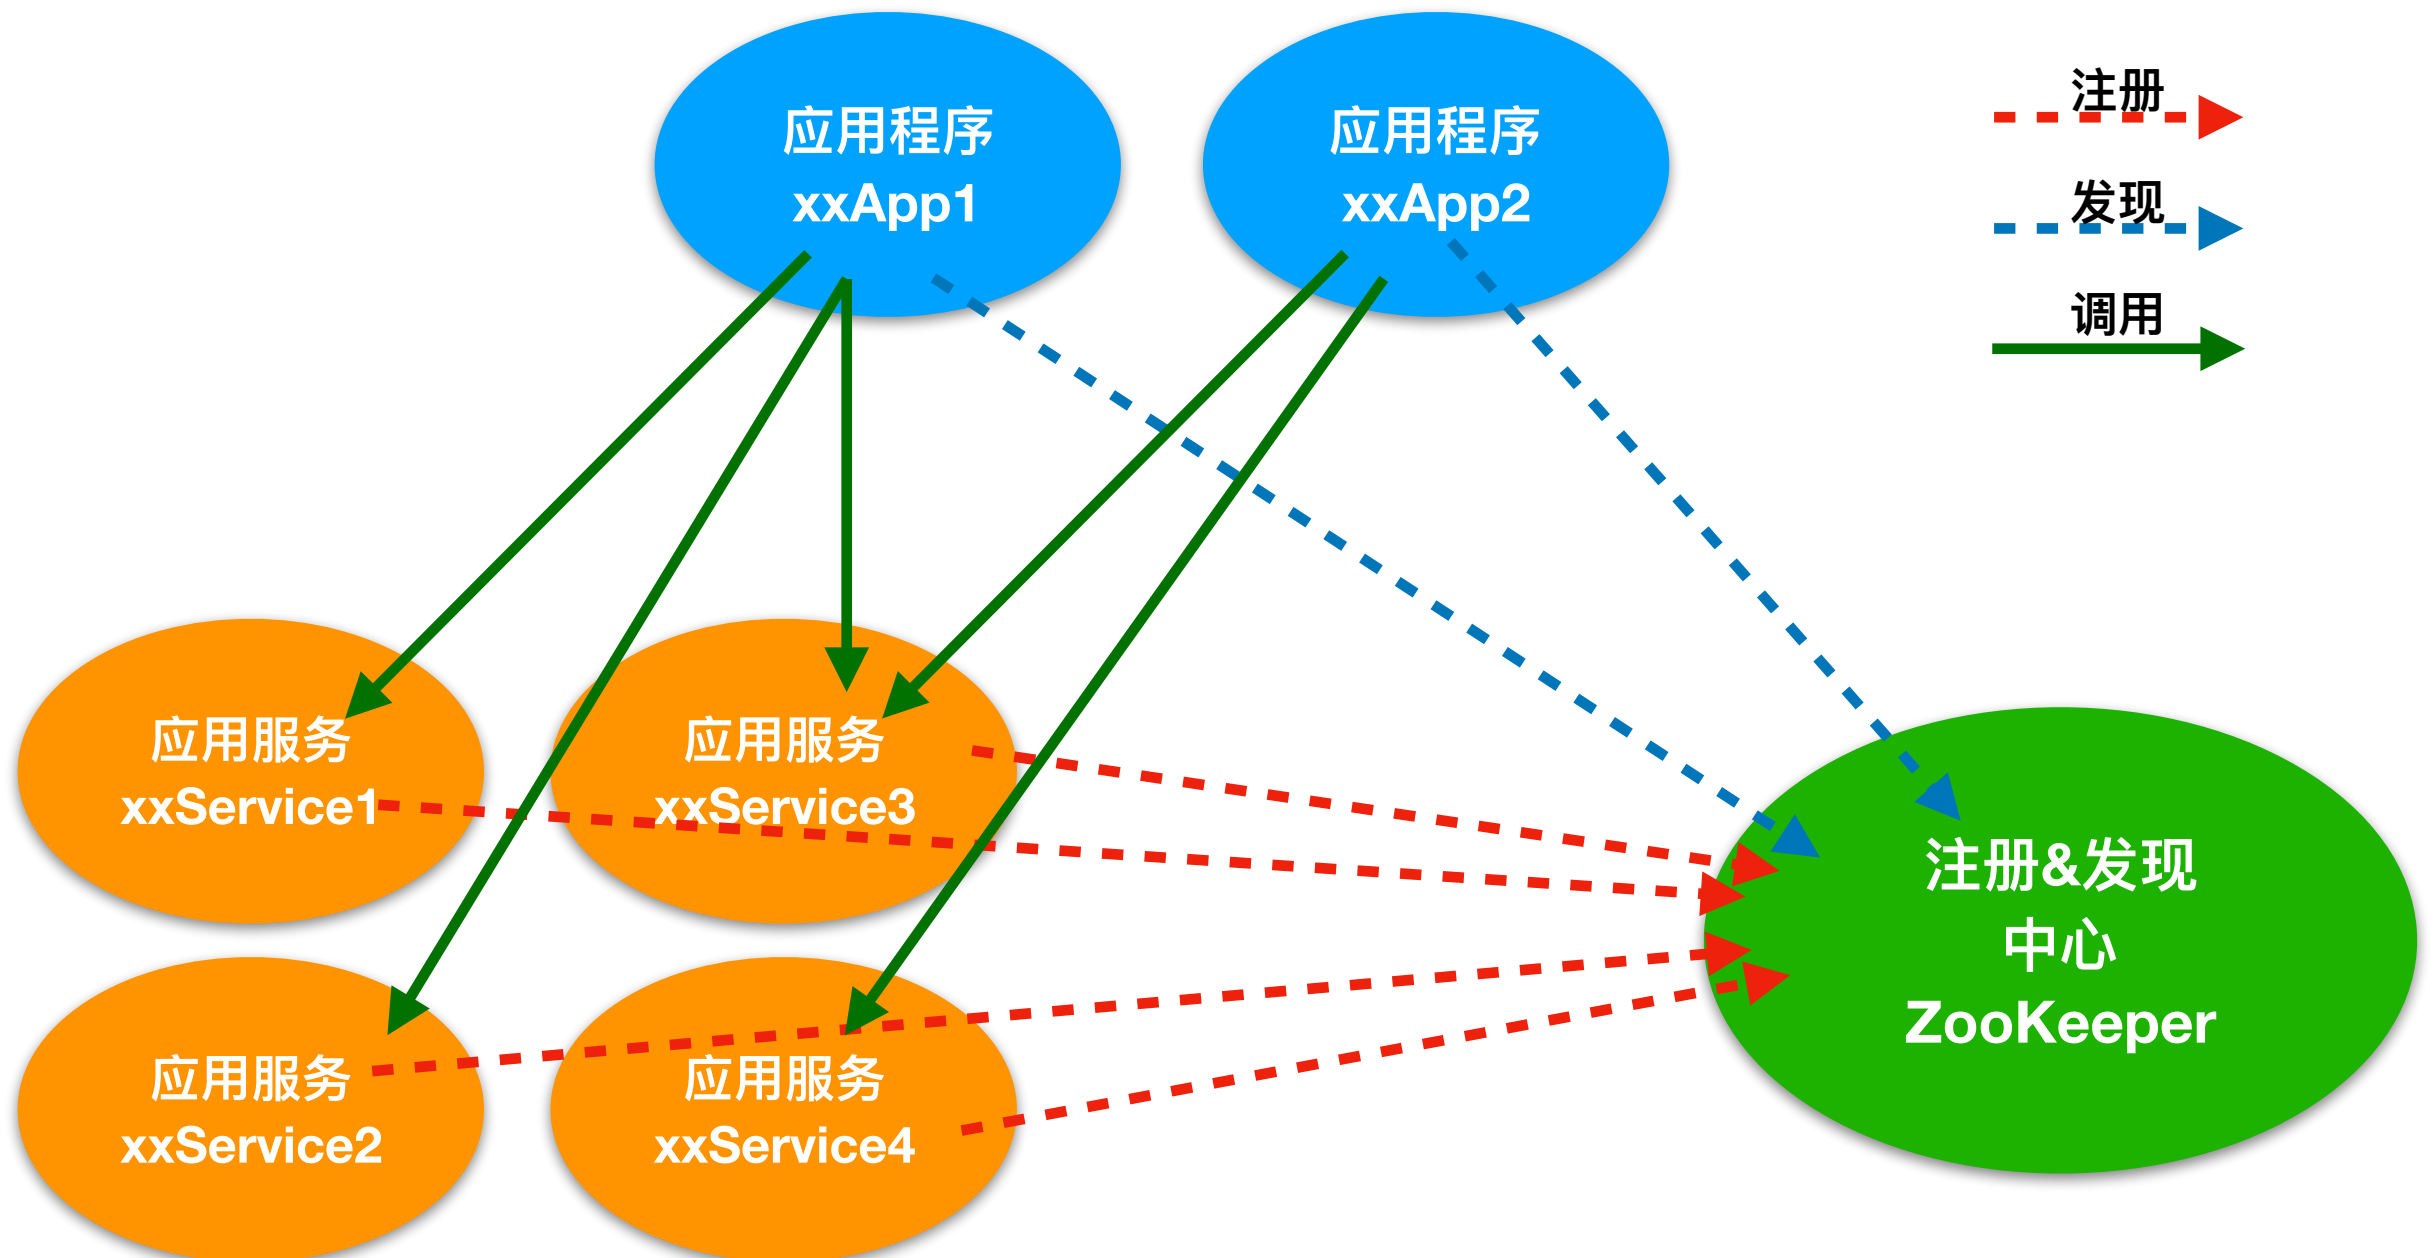 应用程序
xxApp1
应用程序
xxApp2
注册
发现
调用
应用服务
xxService1
应用服务
xxService3
应用服务
xxService2
应用服务
xxService4
注册&发现
中心
ZooKeeper